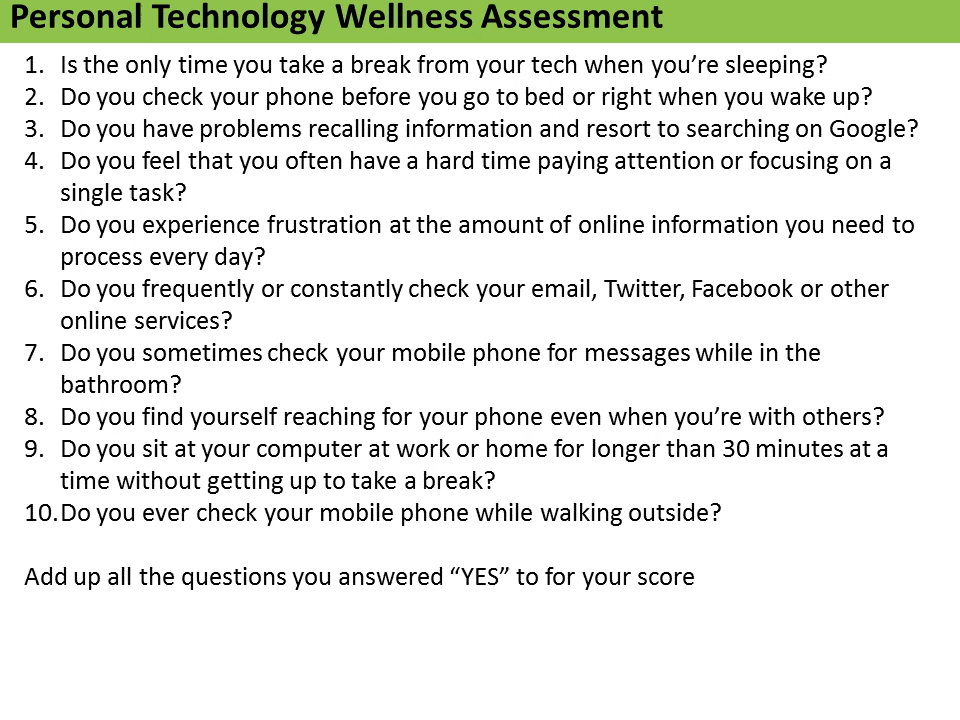 Personal Technology Wellness Assessment
1. Is the only time you take a break from your tech when you’re sleeping?
2. Do you check your phone before you go to bed or right when you wake up?
3. Do you have problems recalling information and resort to searching on Google?
4. Do you feel that you often have a hard time paying attention or focusing on a
single task?
5. Do you experience frustration at the amount of online information you need to
process every day?
6. Do you frequently or constantly check your email, Twitter, Facebook or other
online services?
7. Do you sometimes check your mobile phone for messages while in the
bathroom?
8. Do you find yourself reaching for your phone even when you’re with others?
9. Do you sit at your computer at work or home for longer than 30 minutes at a
time without getting up to take a break?
10. Do you ever check your mobile phone while walking outside?
Add up all the questions you answered “YES” to for your score